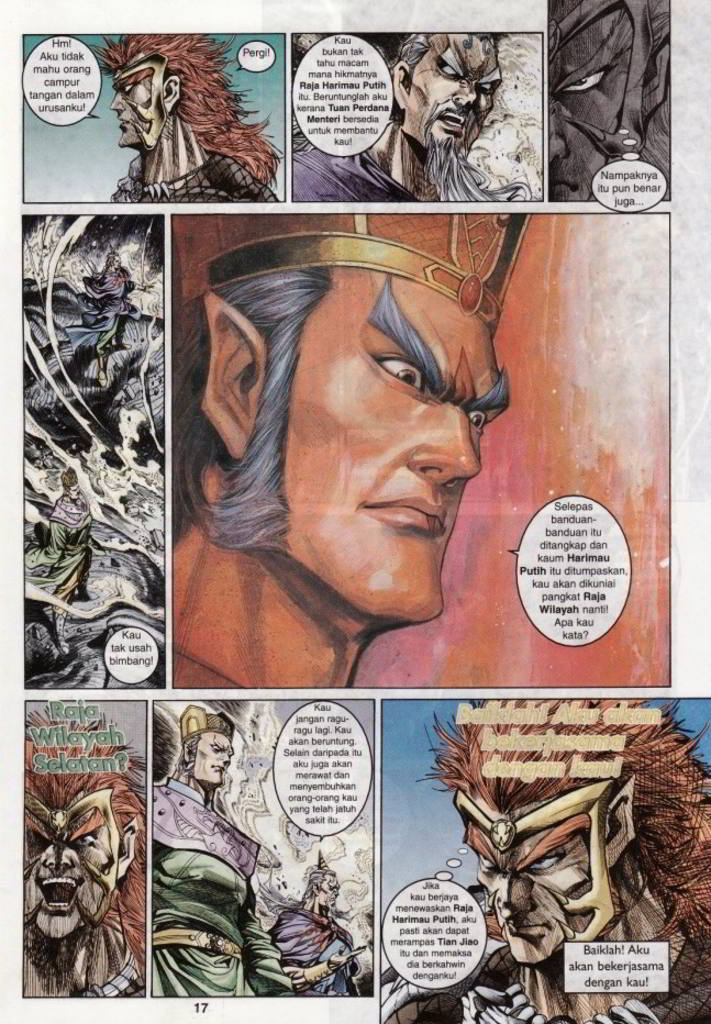 Hm!
Aku tidak
mahu orang
campur
tangan dalam
urusanku!
Pergi!
Kau
bukan tak
tahu macam
mana hikmatnya
Raja Harimau Putih
itu. Beruntunglah aku
kerana Tuan Perdana
Menteri bersedia
untuk membantu
kau!
Nampaknya
itu pun benar
juga...
Kau
tak usah
bimbang!
Selepas
banduan-
banduan itu
ditangkap dan
kaum Harimau
Putih itu ditumpaskan,
kau akan dikuniai
pangkat Raja
Wilayah nanti!
Apa kau
kata?
Raja
Wilayah
Selatan?
Kau
jangan ragu-
ragu lagi. Kau
akan beruntung.
Selain daripada itu
aku juga akan
merawat dan
menyembuhkan
orang-orang kau
yang telah jatuh
sakit itu.
Baiklah! Aku akan
bekerjasama
dengan kau!
Jika
kau berjaya
menewaskan Raja
Harimau Putih, aku
pasti akan dapat
merampas Tian Jiao
itu dan memaksa
dia berkahwin
denganku!
Baiklah! Aku
akan bekerjasama
dengan kau!
17